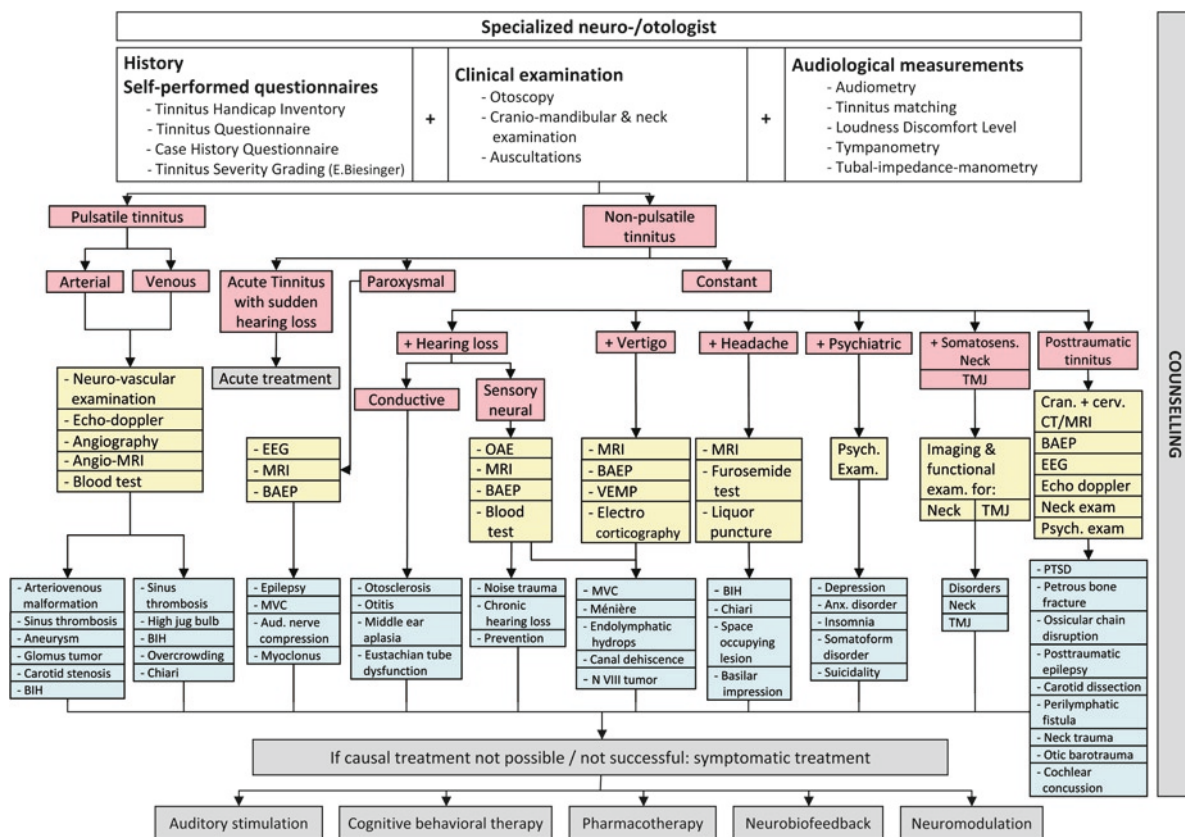 Specialized neuro-/otologist
History
Self-performed questionnaires
- Tinnitus Handicap Inventory
- Tinnitus Questionnaire
- Case History Questionnaire
- Tinnitus Severity Grading (E.Biesinger)
+
Clinical examination
- Otoscopy
- Cranio-mandibular & neck
examination
- Auscultations
+
Audiological measurements
- Audiometry
- Tinnitus matching
- Loudness Discomfort Level
- Tympanometry
- Tubal-impedance-manometry
COUNSELLING
Pulsatile tinnitus
Non-pulsatile
tinnitus
Arterial
Venous
Acute Tinnitus
with sudden
hearing loss
Paroxysmal
Constant
Acute treatment
+ Hearing loss
+ Vertigo
+ Headache
+ Psychiatric
+ Somatosens.
Neck
TMJ
Posttraumatic
tinnitus
Conductive
Sensory
neural
- Neuro-vascular
examination
- Echo-doppler
- Angiography
- Angio-MRI
- Blood test
- EEG
- MRI
- BAEP
- OAE
- MRI
- BAEP
- Blood
test
- MRI
- BAEP
- VEMP
- Electro
corticography
- MRI
- Furosemide
test
- Liquor
puncture
Psych.
Exam.
Imaging &
functional
exam. for:
Neck
TMJ
Cran. + cerv.
CT/MRI
BAEP
EEG
Echo doppler
Neck exam
Psych. exam
- Arteriovenous
malformation
- Sinus thrombosis
- Aneurysm
- Glomus tumor
- Carotid stenosis
- BIH
- Sinus
thrombosis
- High jug bulb
- BIH
- Overcrowding
- Chiari
- Epilepsy
- MVC
- Aud. nerve
compression
- Myoclonus
- Otosclerosis
- Otitis
- Middle ear
aplasia
- Eustachian tube
dysfunction
- Noise trauma
- Chronic
hearing loss
- Prevention
- MVC
- Ménière
- Endolymphatic
hydrops
- Canal dehiscence
- N VIII tumor
- BIH
- Chiari
- Space
occupying
lesion
- Basilar
impression
- Depression
- Anx. disorder
- Insomnia
- Somatoform
disorder
- Suicidality
Disorders
Neck
TMJ
- PTSD
- Petrous bone
fracture
- Ossicular chain
disruption
- Posttraumatic
epilepsy
- Carotid dissection
- Perilymphatic
fistula
- Neck trauma
- Otic barotrauma
- Cochlear
concussion
If causal treatment not possible / not successful: symptomatic treatment
Auditory stimulation
Cognitive behavioral therapy
Pharmacotherapy
Neurobiofeedback
Neuromodulation